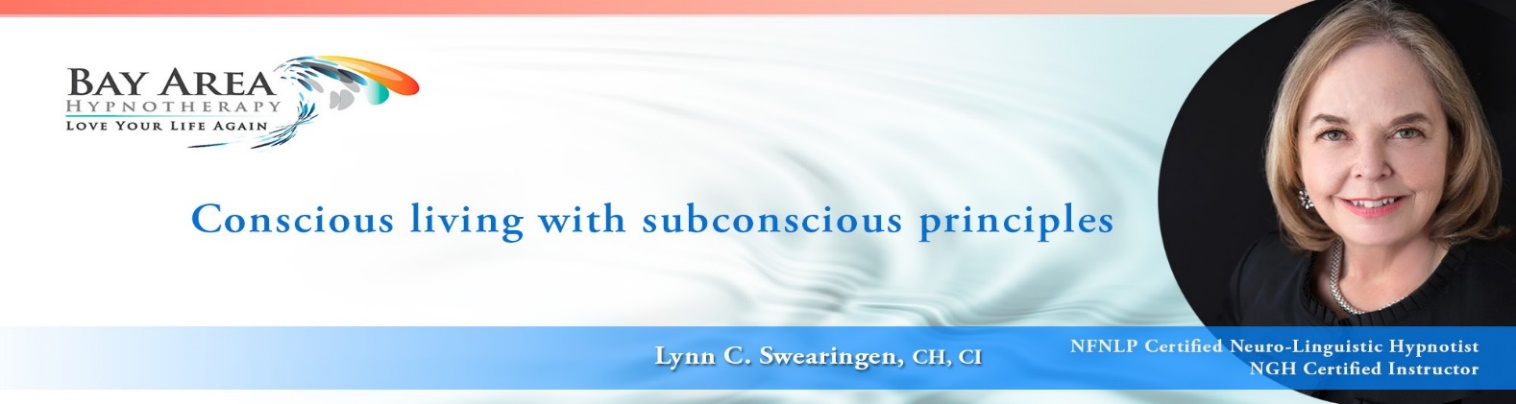 BAY AREA
HYPNOTHERAPY
LOVE YOUR LIFE AGAIN
Conscious living with subconscious principles
Lynn C. Swearingen, CH, CI
NFNLP Certified Neuro-Linguistic Hypnotist
NGH Certified Instructor